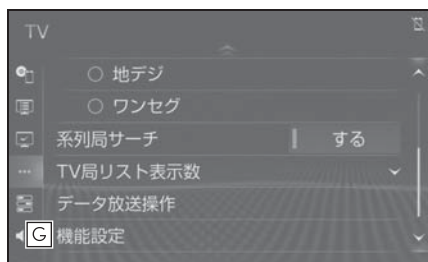 TV
地デジ
ワンセグ
系列局サーチ
する
TV局リスト表示数
データ放送操作
G
機能設定